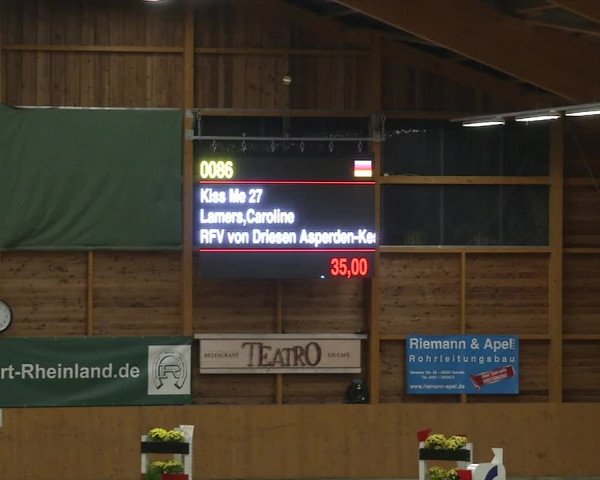 0086
Kiss Me 27
Lamers,Caroline
RFV von Driesen Asperden-Kes
35,00
rt-Rheinland.de
RESTAURANT TEATRO EIS-CAFE
Riemann & Apel
Rohrleitungsbau
www.riemann-apel.de